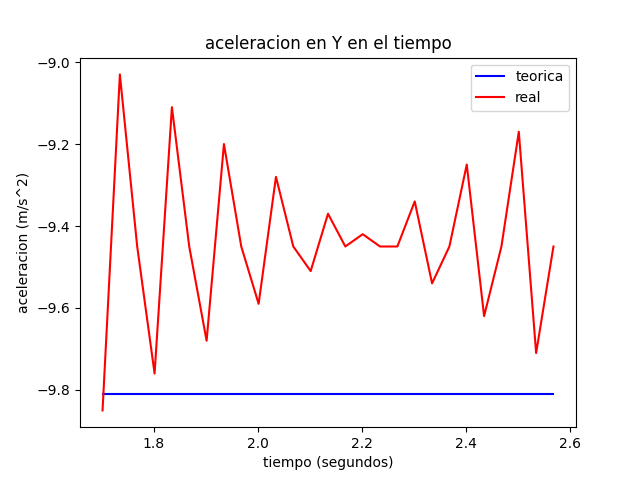 aceleracion en Y en el tiempo
teorica
real
−9.0
−9.2
−9.4
−9.6
−9.8
aceleracion (m/s^2)
1.8
2.0
2.2
2.4
2.6
tiempo (segundos)